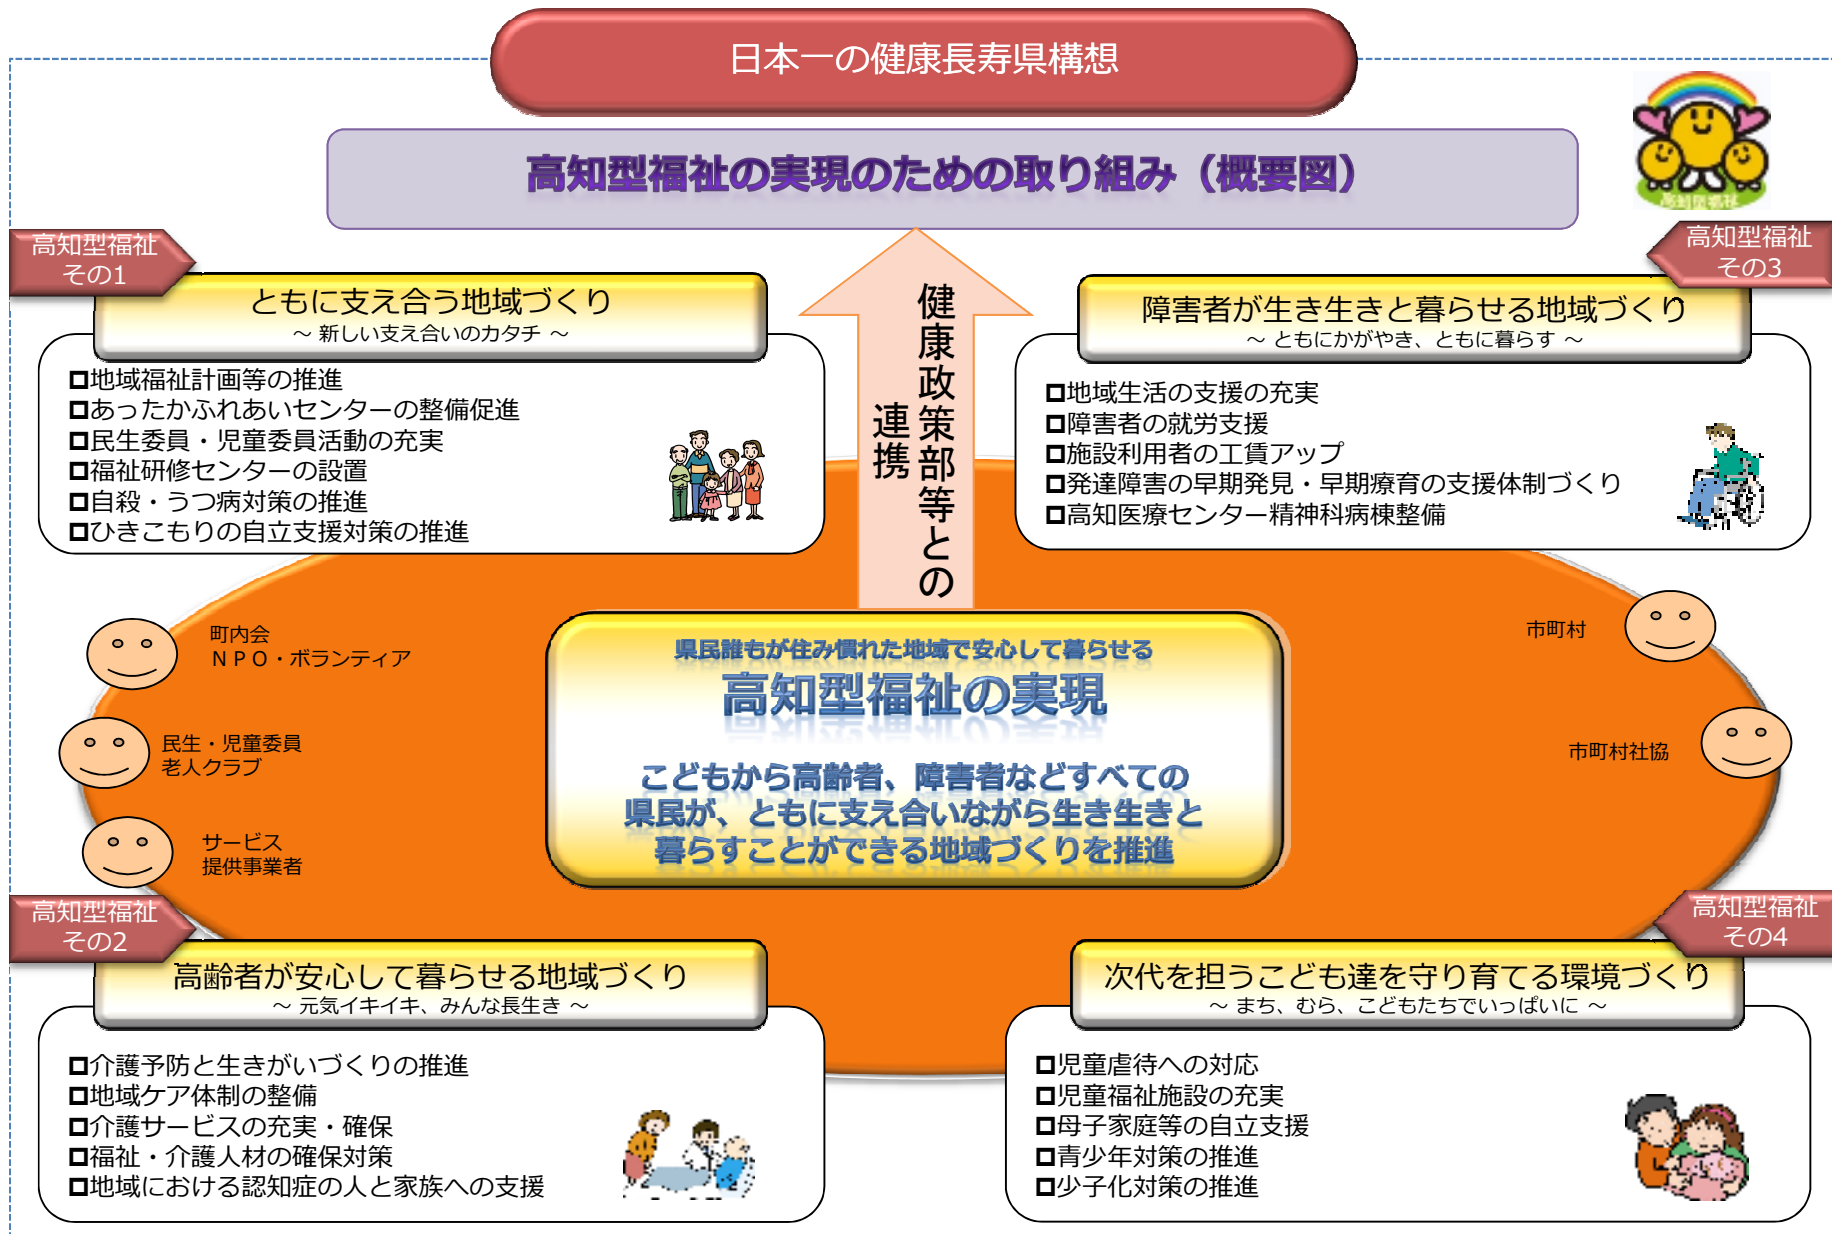 日本一の健康長寿県構想
高知型福祉の実現のための取り組み（概要図）
高知型福祉
高知型福祉
その1
ともに支え合う地域づくり
～ 新しい支え合いのカタチ ～
地域福祉計画等の推進
あったかふれあいセンターの整備促進
民生委員・児童委員活動の充実
福祉研修センターの設置
自殺・うつ病対策の推進
ひきこもりの自立支援対策の推進
健康政策部等との
連携
高知型福祉
その3
障害者が生き生きと暮らせる地域づくり
～ ともにかがやき、ともに暮らす ～
地域生活の支援の充実
障害者の就労支援
施設利用者の工賃アップ
発達障害の早期発見・早期療育の支援体制づくり
高知医療センター精神科病棟整備
町内会
ＮＰＯ・ボランティア
民生・児童委員
老人クラブ
サービス
提供事業者
県民誰もが住み慣れた地域で安心して暮らせる
高知型福祉の実現
こどもから高齢者、障害者などすべての
県民が、ともに支え合いながら生き生きと
暮らすことができる地域づくりを推進
市町村
市町村社協
高知型福祉
その2
高齢者が安心して暮らせる地域づくり
～ 元気イキイキ、みんな長生き ～
介護予防と生きがいづくりの推進
地域ケア体制の整備
介護サービスの充実・確保
福祉・介護人材の確保対策
地域における認知症の人と家族への支援
高知型福祉
その4
次代を担うこども達を守り育てる環境づくり
～ まち、むら、こどもたちでいっぱいに ～
児童虐待への対応
児童福祉施設の充実
母子家庭等の自立支援
青少年対策の推進
少子化対策の推進